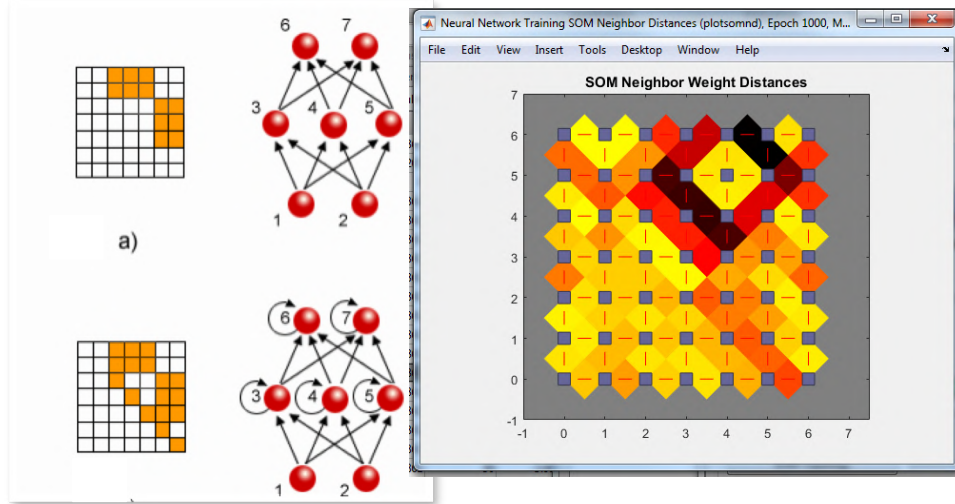 6 7
3 4 5
1 2
a)
6 7
3 4 5
1 2
Neural Network Training SOM Neighbor Distances (plotsomnd), Epoch 1000, M...
File Edit View Insert Tools Desktop Window Help
SOM Neighbor Weight Distances
7
6
5
4
3
2
1
0
-1
-1 0 1 2 3 4 5 6 7